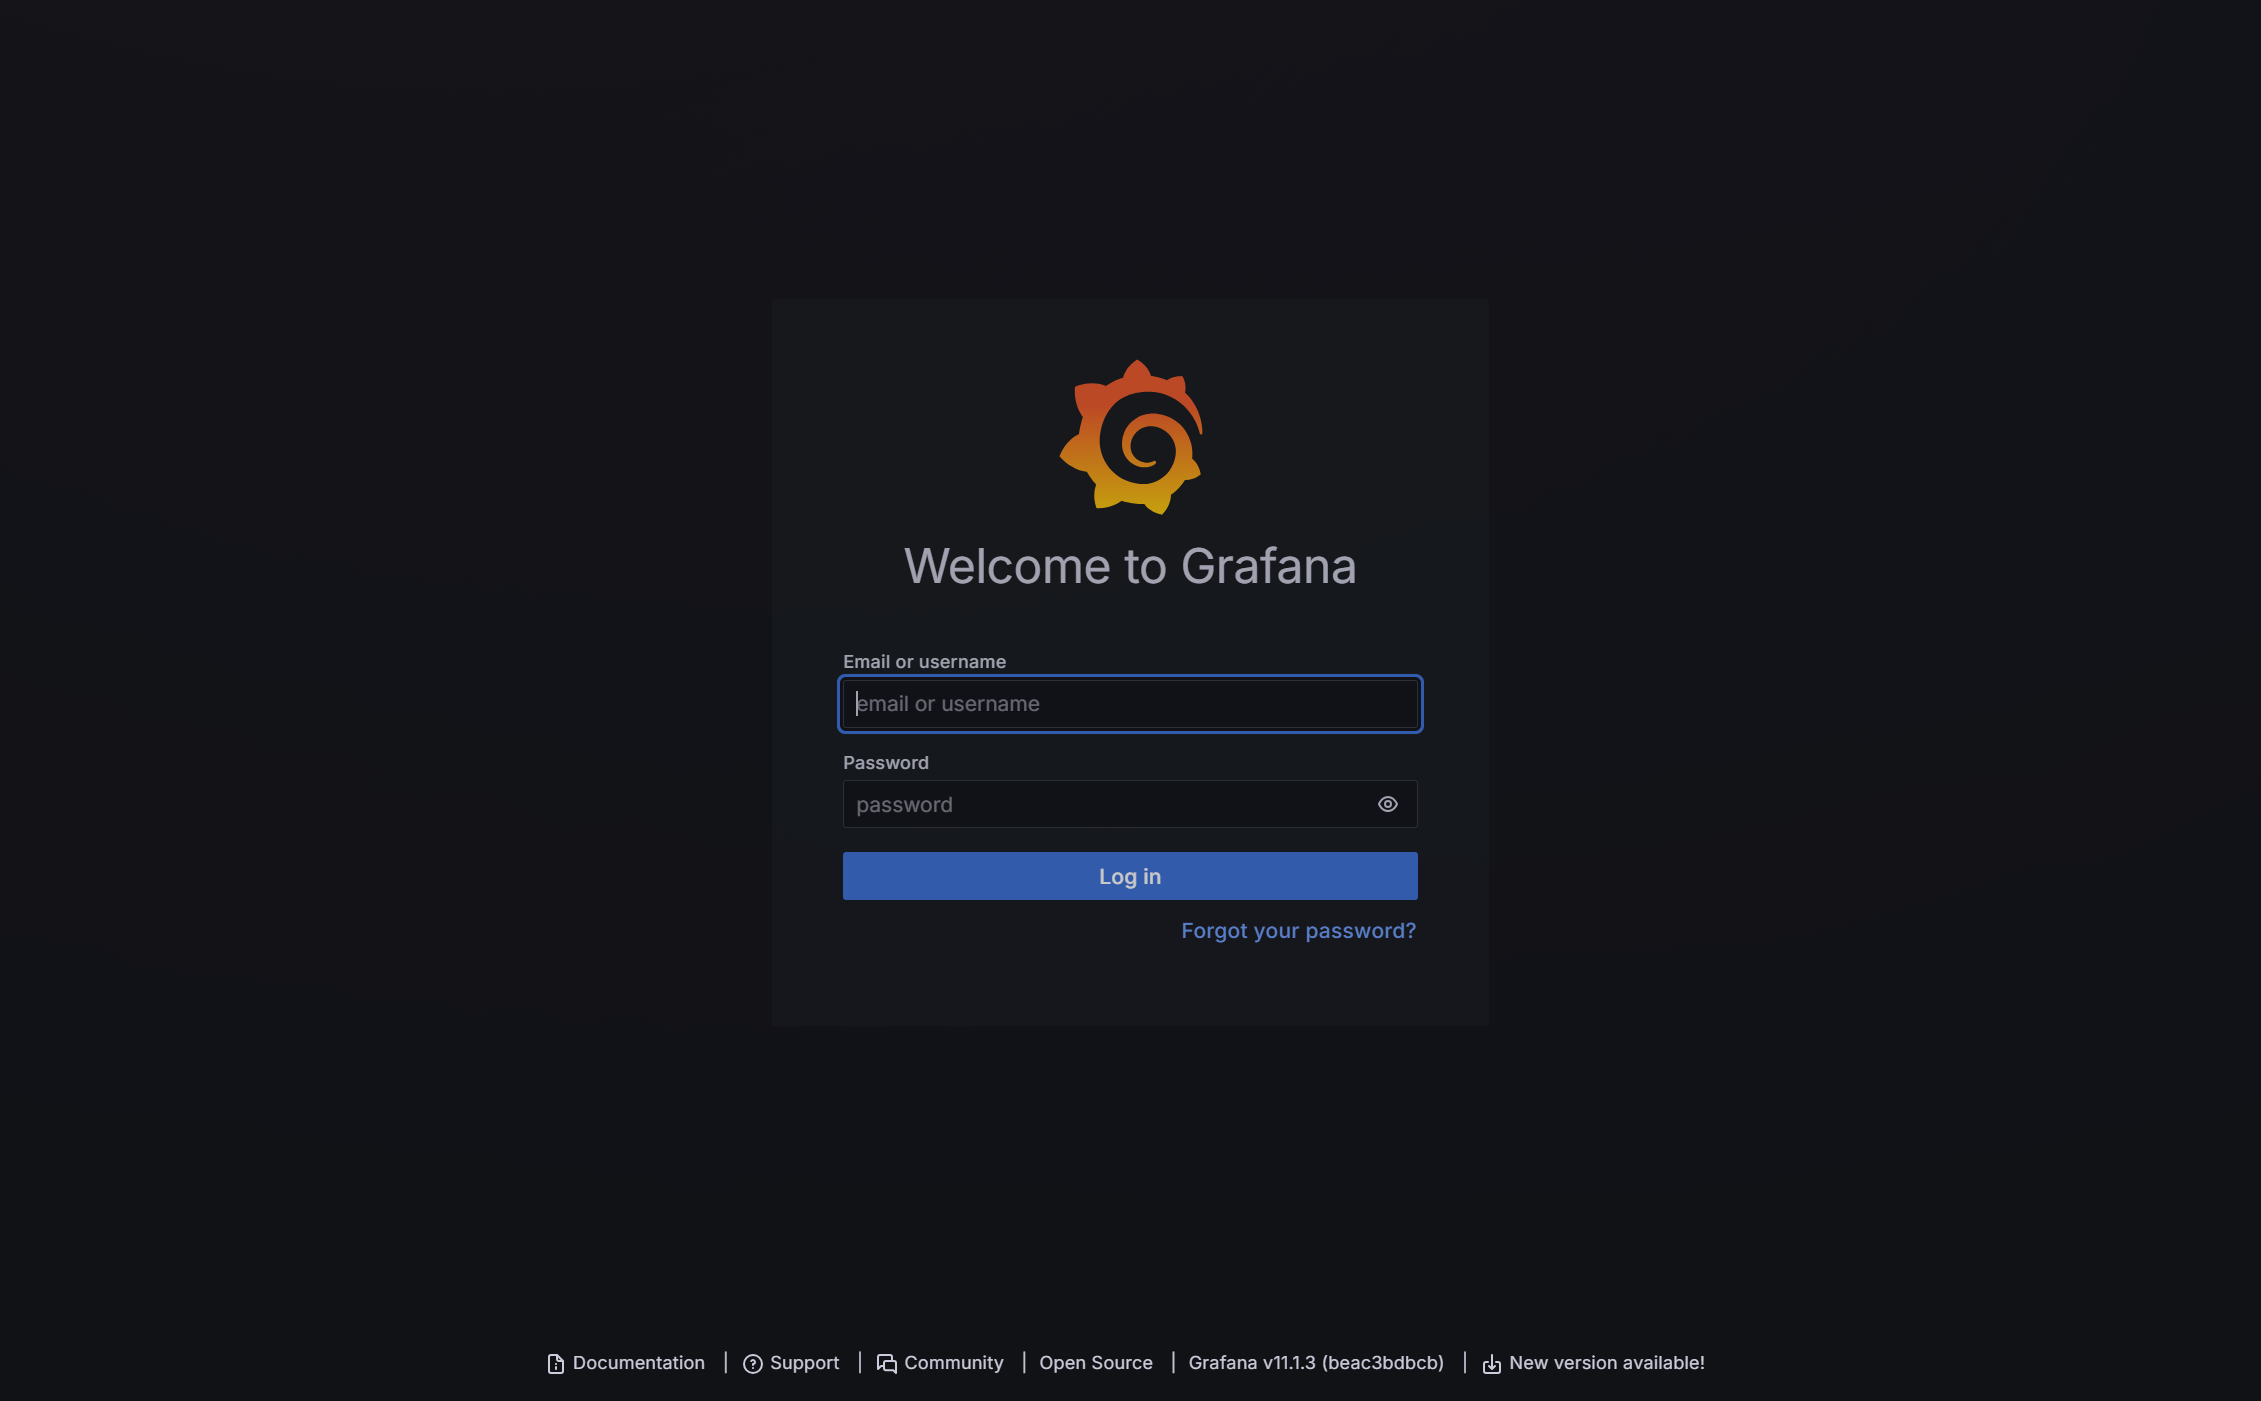 Welcome to Grafana
Email or username
email or username
Password
password
Log in
Forgot your password?
Documentation | Support | Community | Open Source | Grafana v11.1.3 (beac3bdbcb) | New version available!